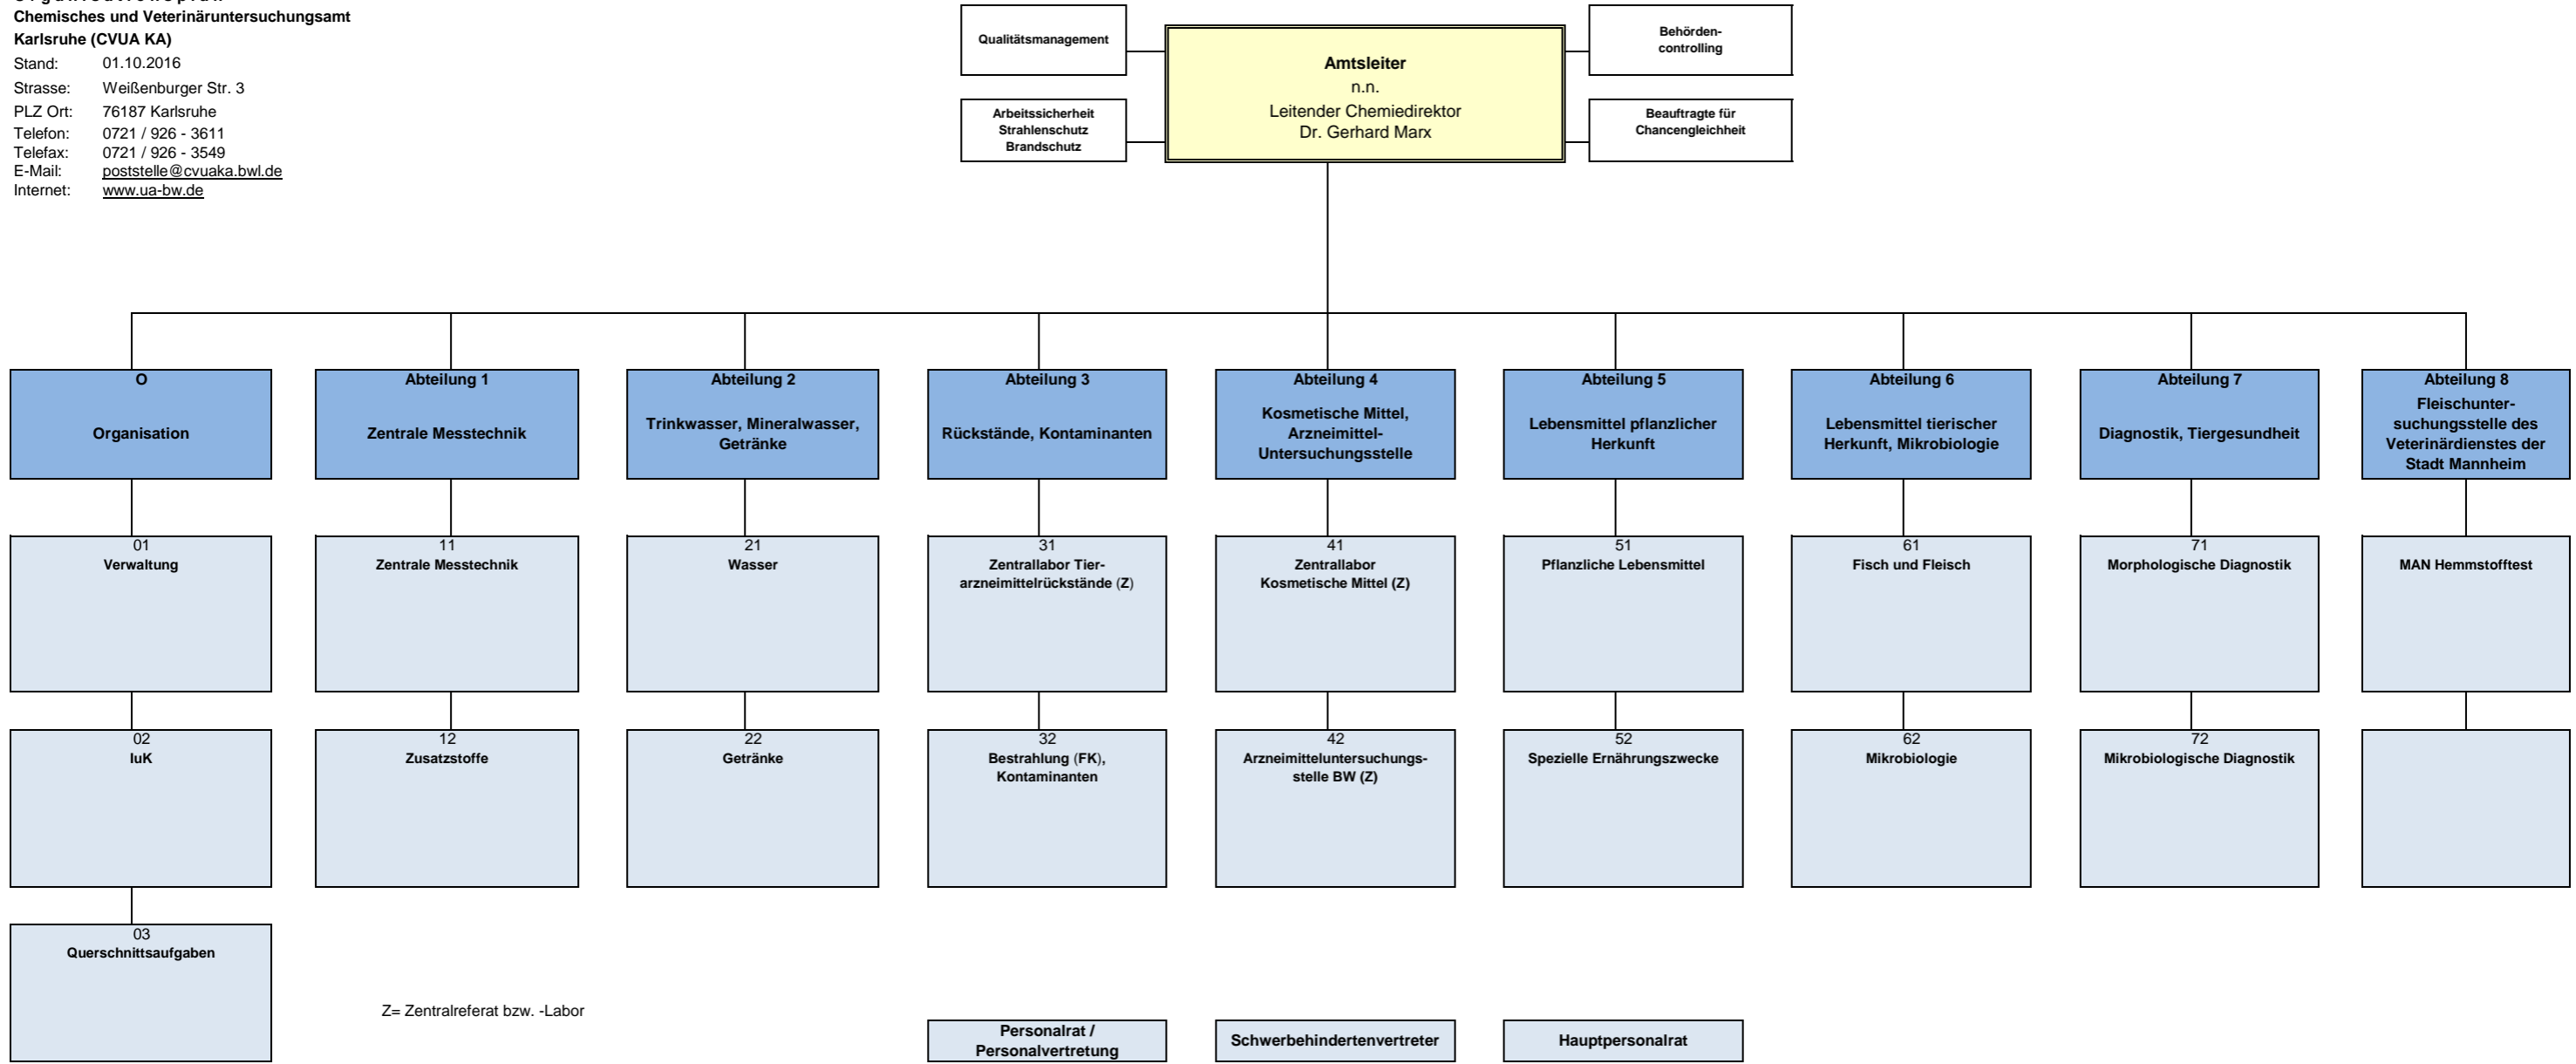 Chemisches und Veterinäruntersuchungsamt
Karlsruhe (CVUA KA)
Stand: 01.10.2016
Strasse: Weißenburger Str. 3
PLZ Ort: 76187 Karlsruhe
Telefon: 0721 / 926 - 3611
Telefax: 0721 / 926 - 3549
E-Mail: poststelle@cvuaka.bwl.de
Internet: www.ua-bw.de
Qualitätsmanagement
Arbeitssicherheit
Strahlenschutz
Brandschutz
Amtsleiter
n.n.
Leitender Chemiedirektor
Dr. Gerhard Marx
Behörden-
controlling
Beauftragte für
Chancengleichheit
O
Organisation
Abteilung 1
Zentrale Messtechnik
Abteilung 2
Trinkwasser, Mineralwasser,
Getränke
Abteilung 3
Rückstände, Kontaminanten
Abteilung 4
Kosmetische Mittel,
Arzneimittel-
Untersuchungsstelle
Abteilung 5
Lebensmittel pflanzlicher
Herkunft
Abteilung 6
Lebensmittel tierischer
Herkunft, Mikrobiologie
Abteilung 7
Diagnostik, Tiergesundheit
Abteilung 8
Fleischunter-
suchungsstelle des
Veterinärdienstes der
Stadt Mannheim
01
Verwaltung
11
Zentrale Messtechnik
21
Wasser
31
Zentrallabor Tier-
arzneimittelrückstände (Z)
41
Zentrallabor
Kosmetische Mittel (Z)
51
Pflanzliche Lebensmittel
61
Fisch und Fleisch
71
Morphologische Diagnostik
MAN Hemmstofftest
02
IuK
12
Zusatzstoffe
22
Getränke
32
Bestrahlung (FK),
Kontaminanten
42
Arzneimitteluntersuchungs-
stelle BW (Z)
52
Spezielle Ernährungszwecke
62
Mikrobiologie
72
Mikrobiologische Diagnostik
03
Querschnittsaufgaben
Z= Zentralreferat bzw. -Labor
Personalrat /
Personalvertretung
Schwerbehindertenvertreter
Hauptpersonalrat